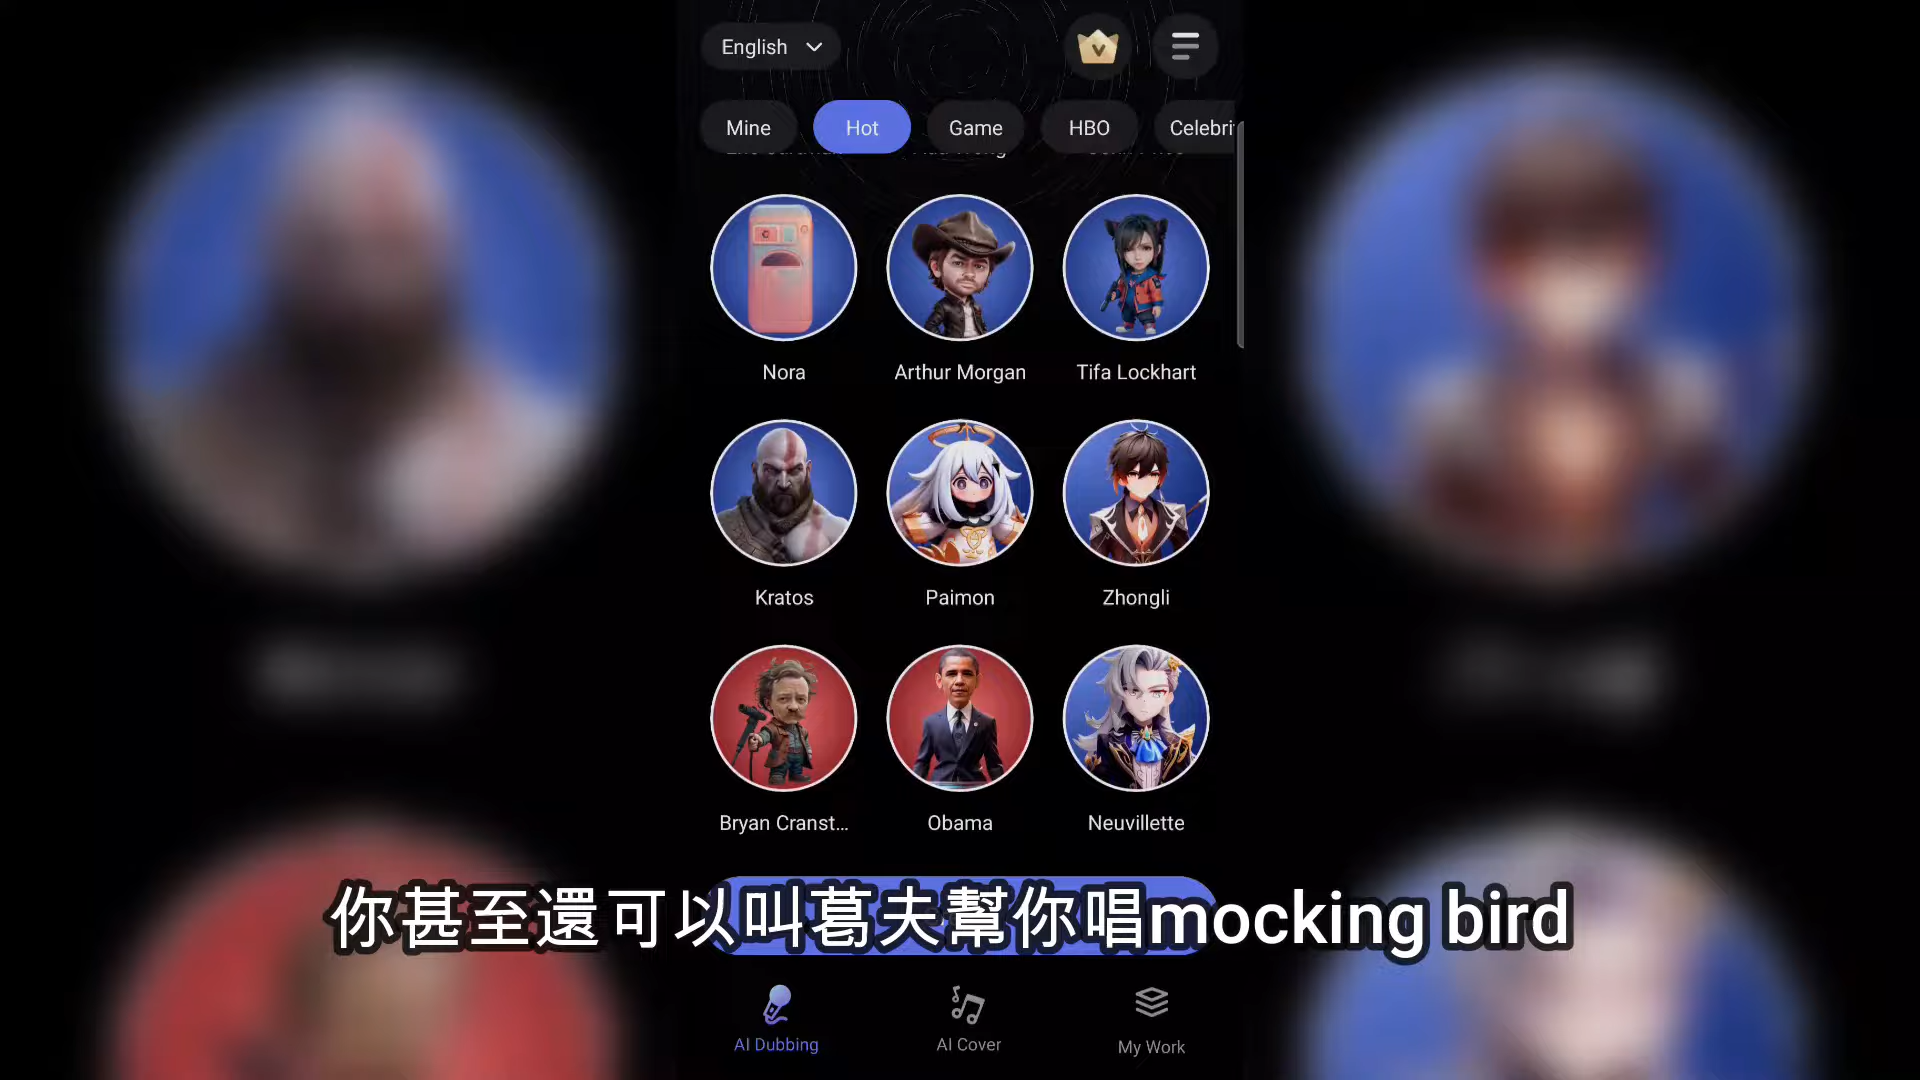 English
Mine
Hot
Game
HBO
Celebri
Nora
Arthur Morgan
Tifa Lockhart
Kratos
Paimon
Zhongli
Bryan Cranst...
Obama
Neuvillette
你甚至還可以叫葛夫幫你唱mocking bird
AI Dubbing
AI Cover
My Work